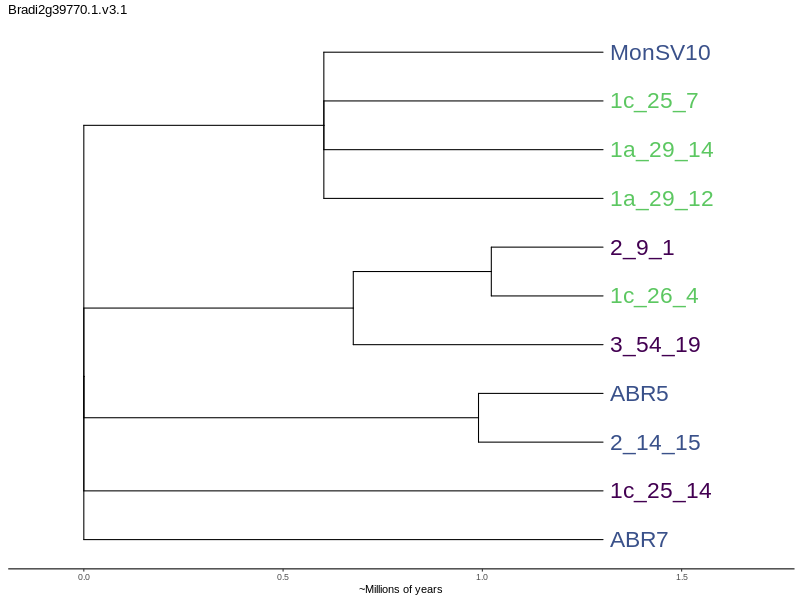 Bradi2g39770.1.v3.1
MonSV10
1c_25_7
1a_29_14
1a_29_12
2_9_1
1c_26_4
3_54_19
ABR5
2_14_15
1c_25_14
ABR7
0.0 0.5 1.0 1.5
~Millions of years